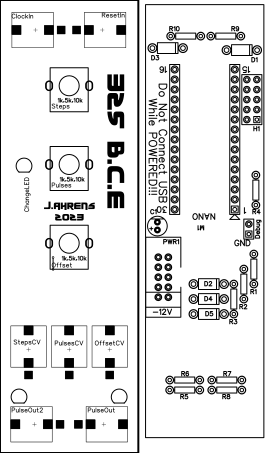 ClockIn
ResetIn
1k,5k,10k
Steps
1k,5k,10k
Pulses
ChangeLED
1k,5k,10k
Offset
ERS B.C.E
T.AHRENS
2023
StepsCV
PulsesCV
OffsetCV
PulseOut2
PulseOut
R10
R9
D3
D1
16
15
Do Not Connect USB
While POWERED!!!
H1
R4
30
1
NANO
M1
Debug
GND
PWR1
-12V
R1
R2
R3
D2
D4
D5
R6
R7
R5
R8